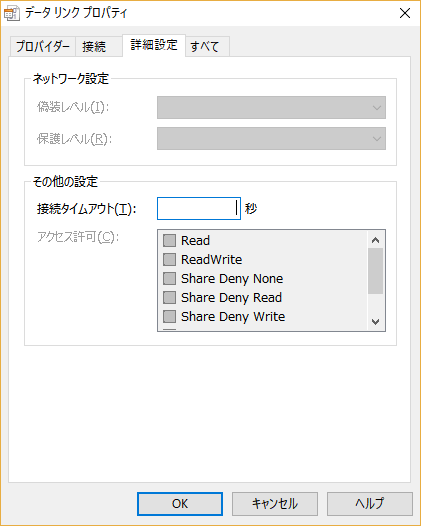 データ リンク プロパティ
プロバイダー 接続 詳細設定 すべて
ネットワーク設定
偽装レベル(I):
保護レベル(R):
その他の設定
接続タイムアウト(T): 秒
アクセス許可(C):
Read
ReadWrite
Share Deny None
Share Deny Read
Share Deny Write
OK キャンセル ヘルプ